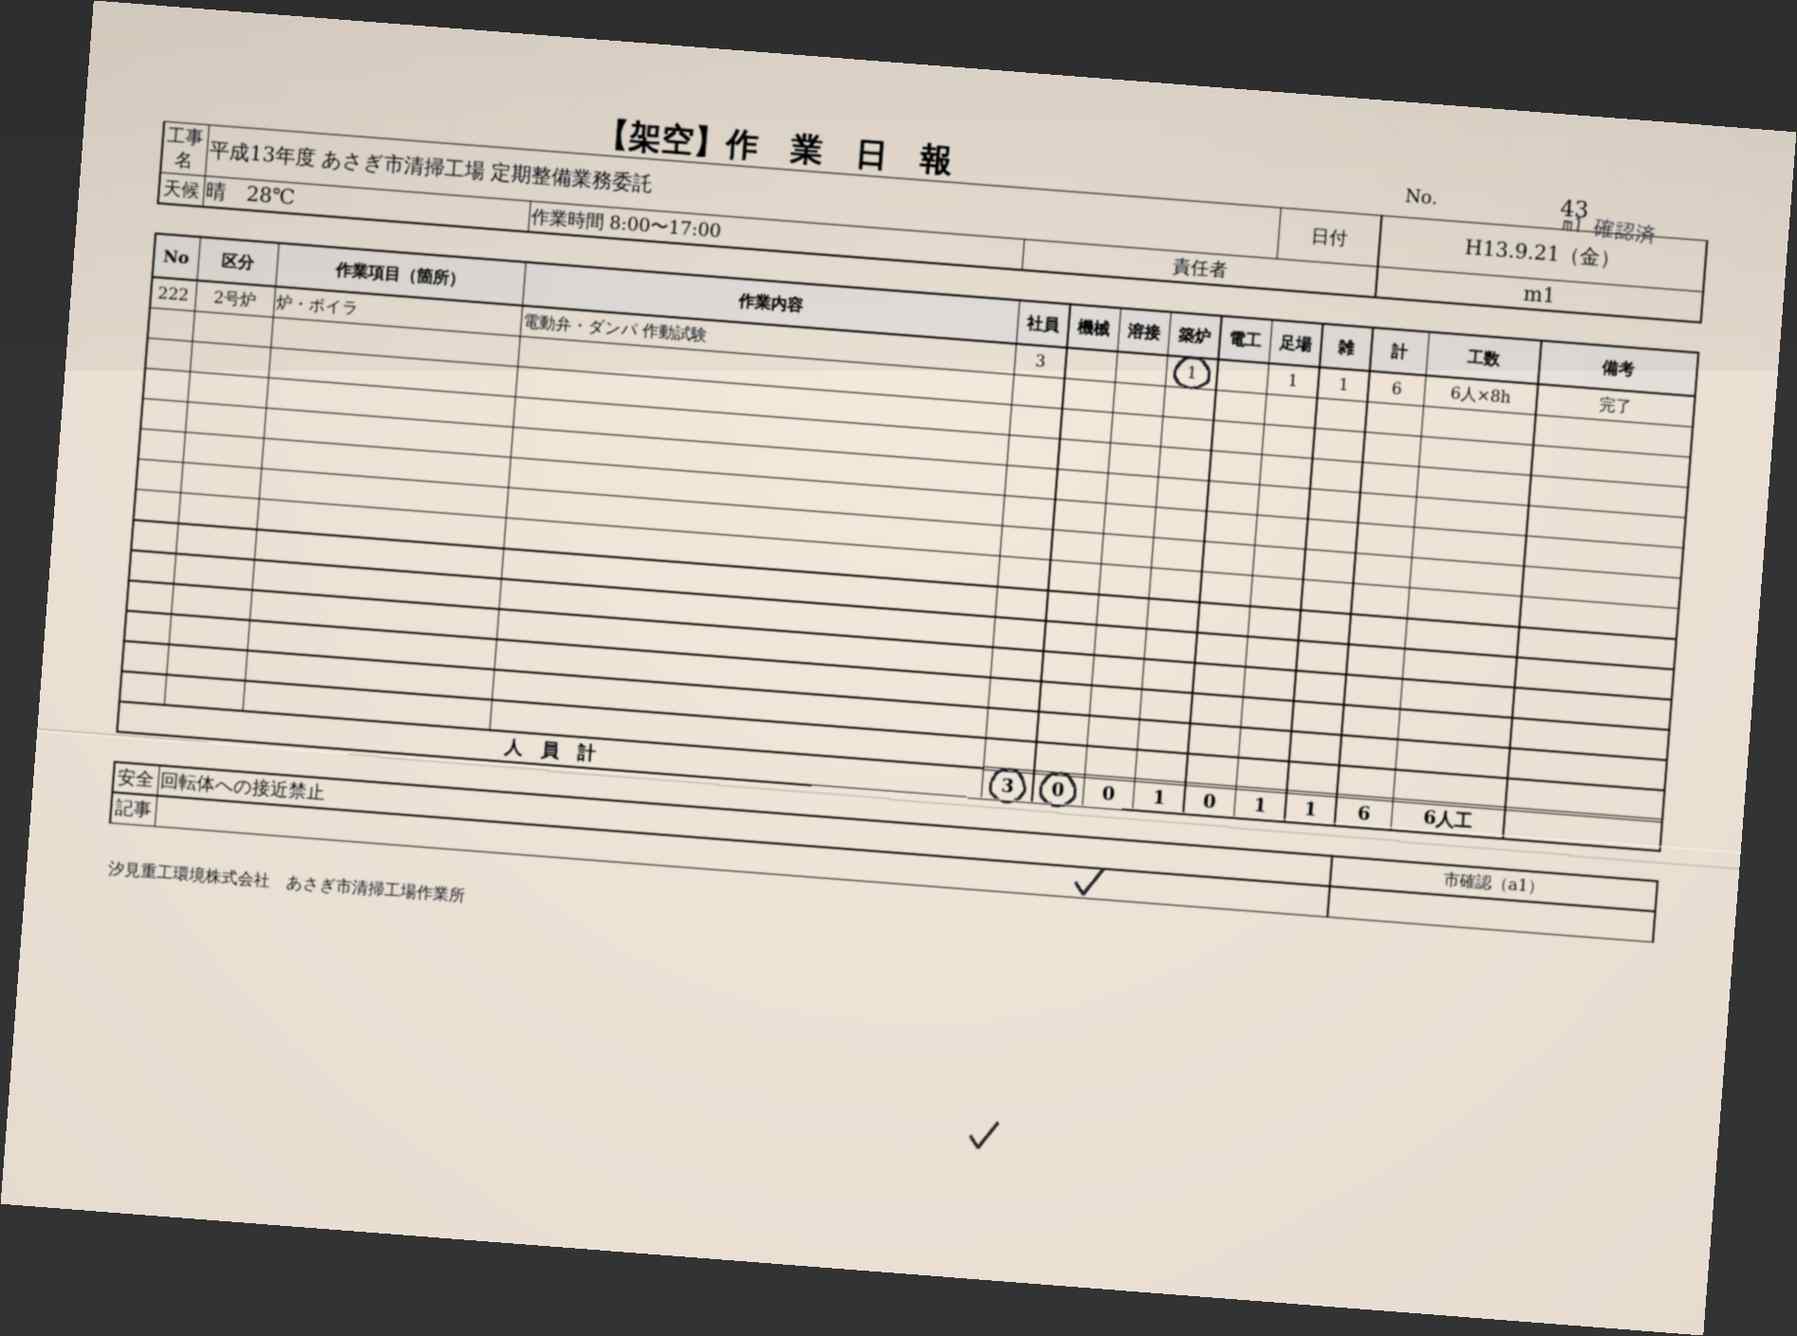 【架空】作 業 日 報
No. 43
m1 確認済
工事名 平成13年度 あさぎ市清掃工場 定期整備業務委託 日付 H13.9.21（金）
天候 晴 28℃ 作業時間 8:00〜17:00 責任者 m1
No 区分 作業項目（箇所） 作業内容 社員 機械 溶接 築炉 電工 足場 雑 計 工数 備考
222 2号炉 炉・ボイラ 電動弁・ダンパ 作動試験 3 1 1 1 6 6人×8h 完了
人 員 計 3 0 0 1 0 1 1 6 6人工
安全 回転体への接近禁止 市確認（a1）
記事
汐見重工環境株式会社 あさぎ市清掃工場作業所